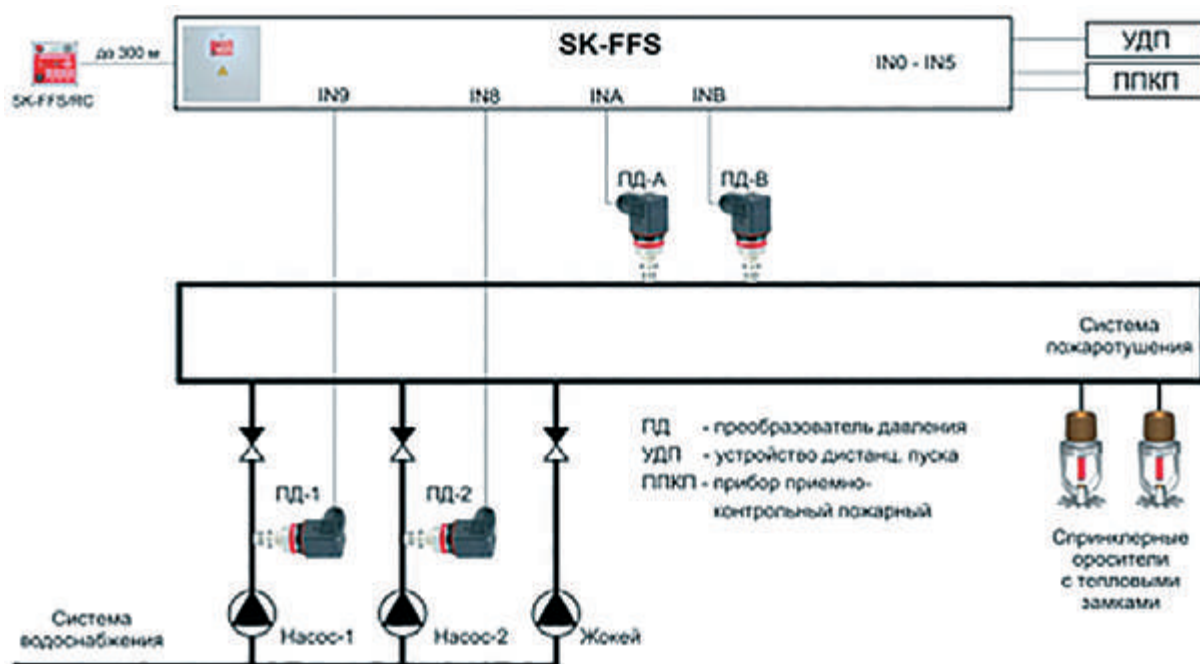 SK-FFS
УДП
до 300 м
IN0 - IN5
ППКП
SK-FFS/RC
IN9
IN8
INA
INB
ПД-А
ПД-В
Система
пожаротушения
ПД - преобразователь давления
УДП - устройство дистанц. пуска
ППКП - прибор приемно-
контрольный пожарный
ПД-1
ПД-2
Спринклерные
оросители
с тепловыми
замками
Система
водоснабжения
Насос-1
Насос-2
Жокей